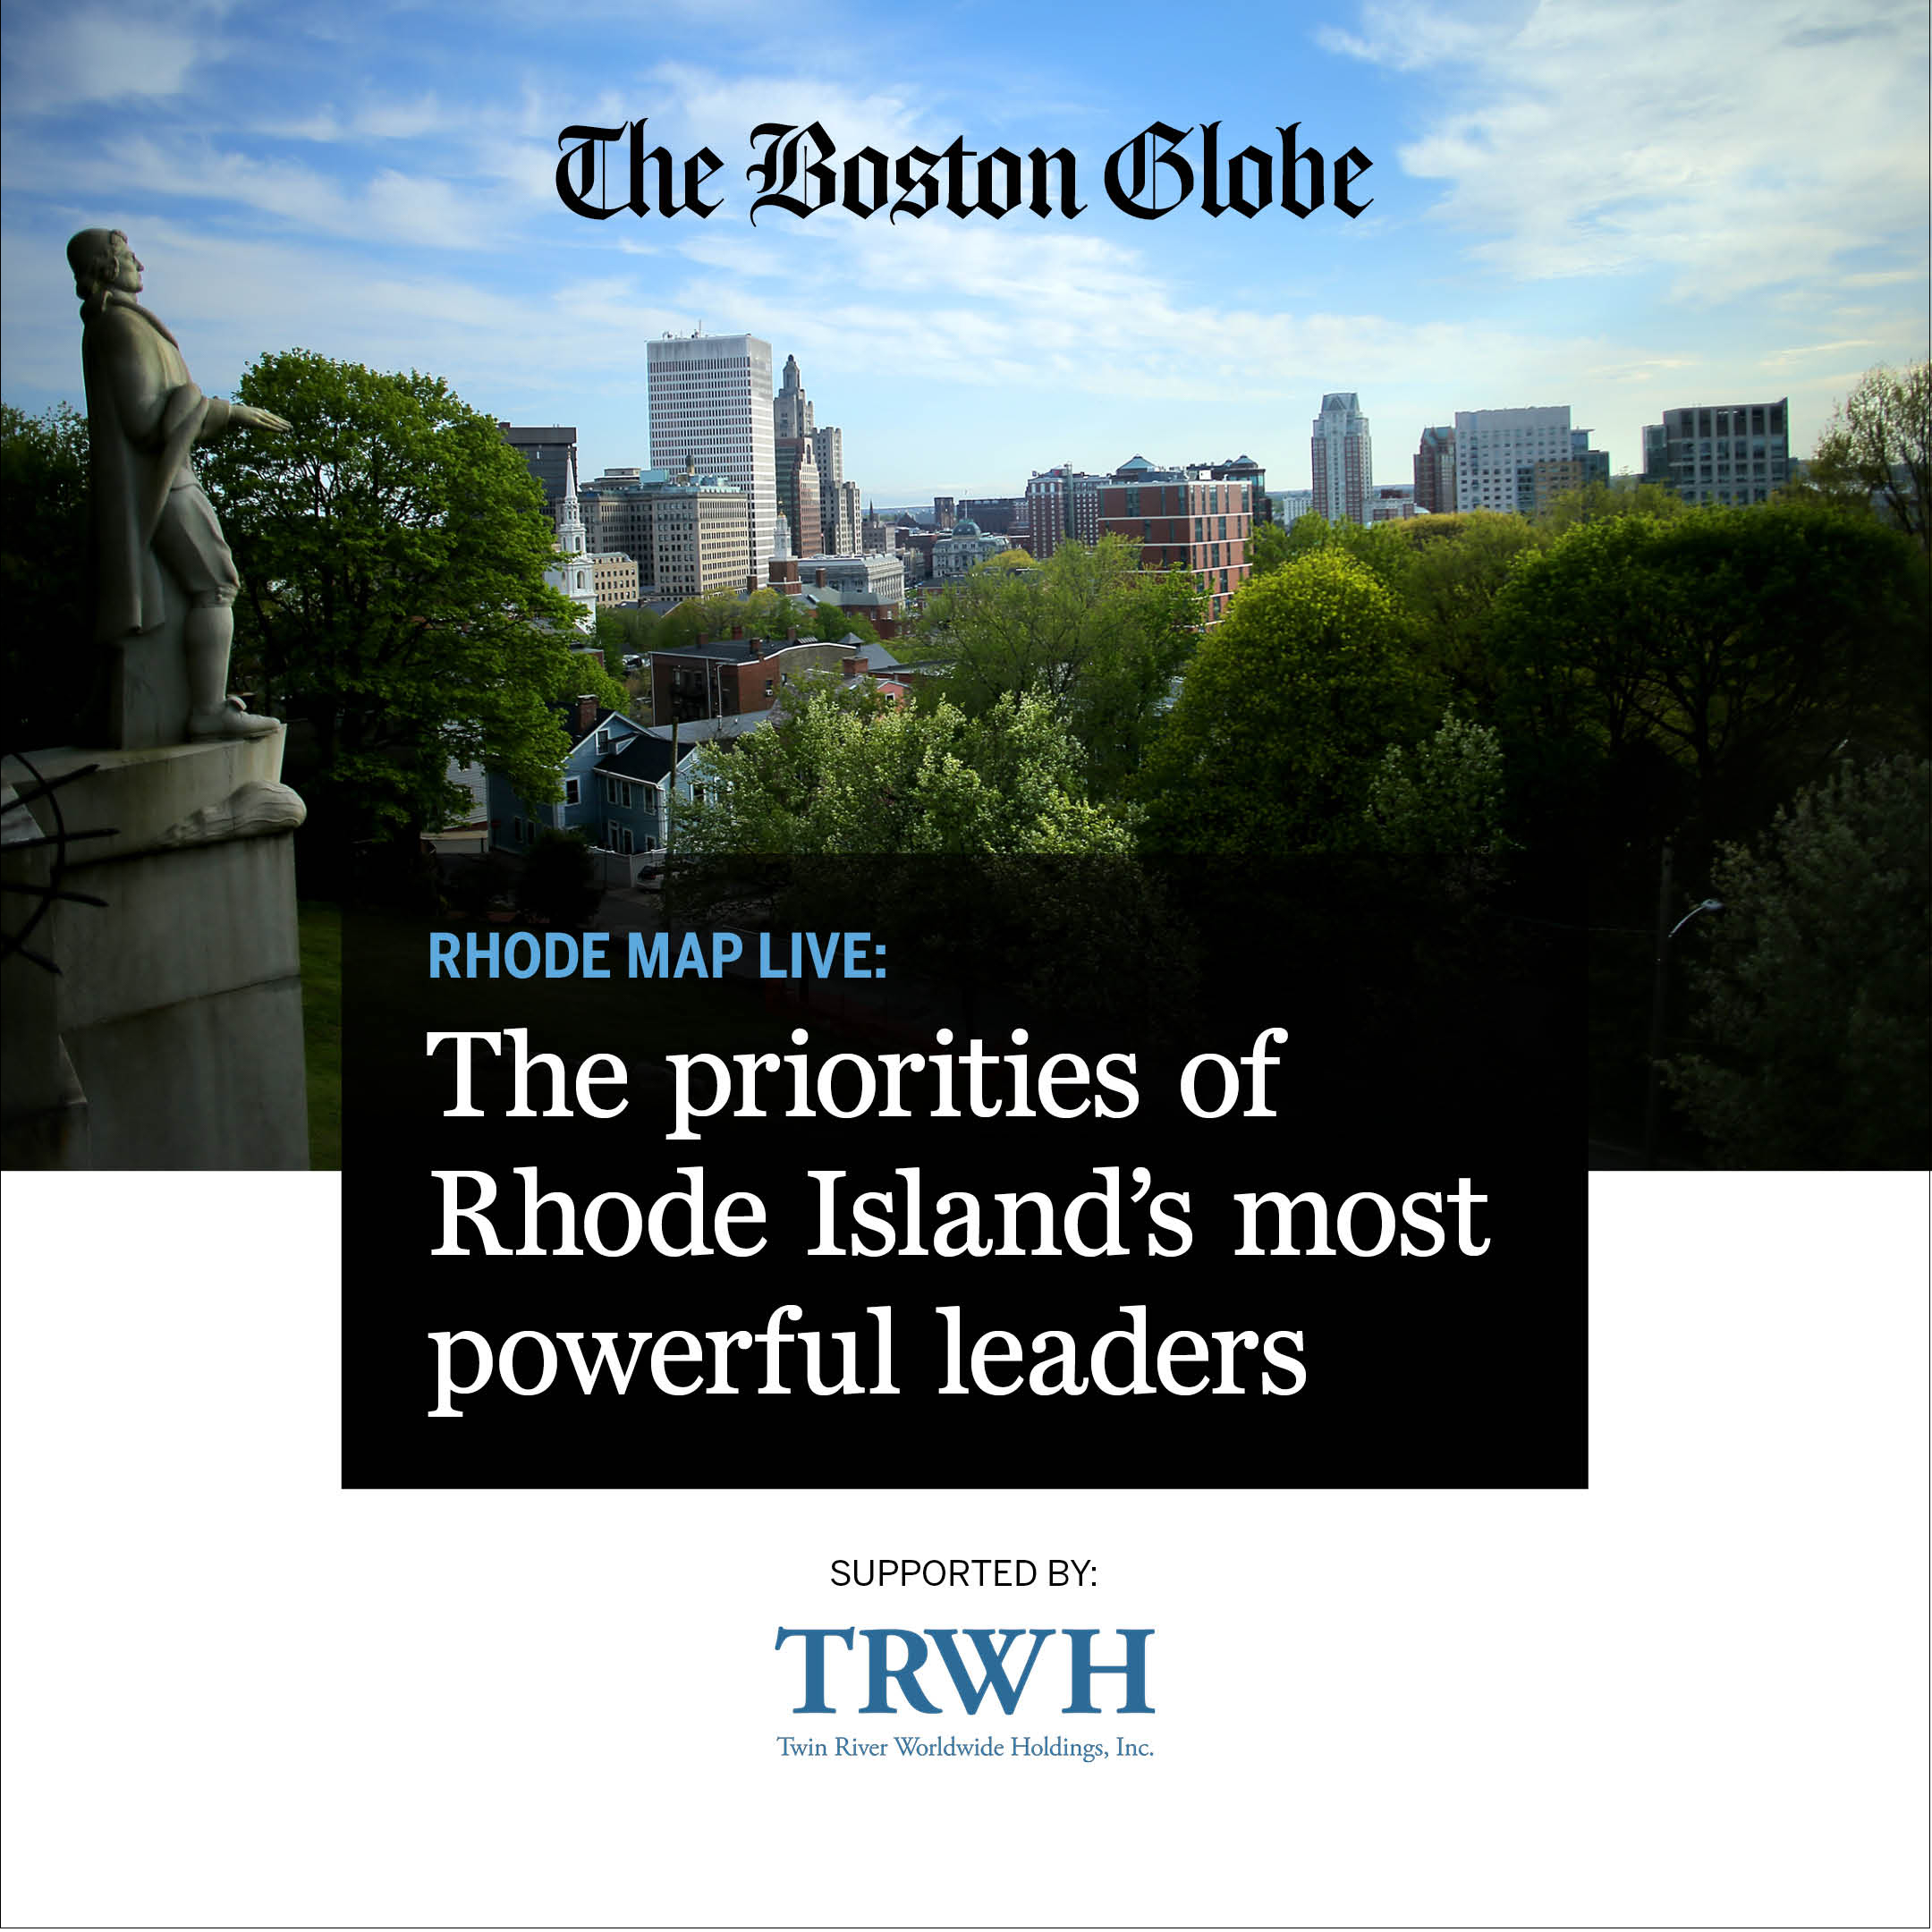 The Boston Globe
RHODE MAP LIVE:
The priorities of
Rhode Island’s most
powerful leaders
SUPPORTED BY:
TRWH
Twin River Worldwide Holdings, Inc.